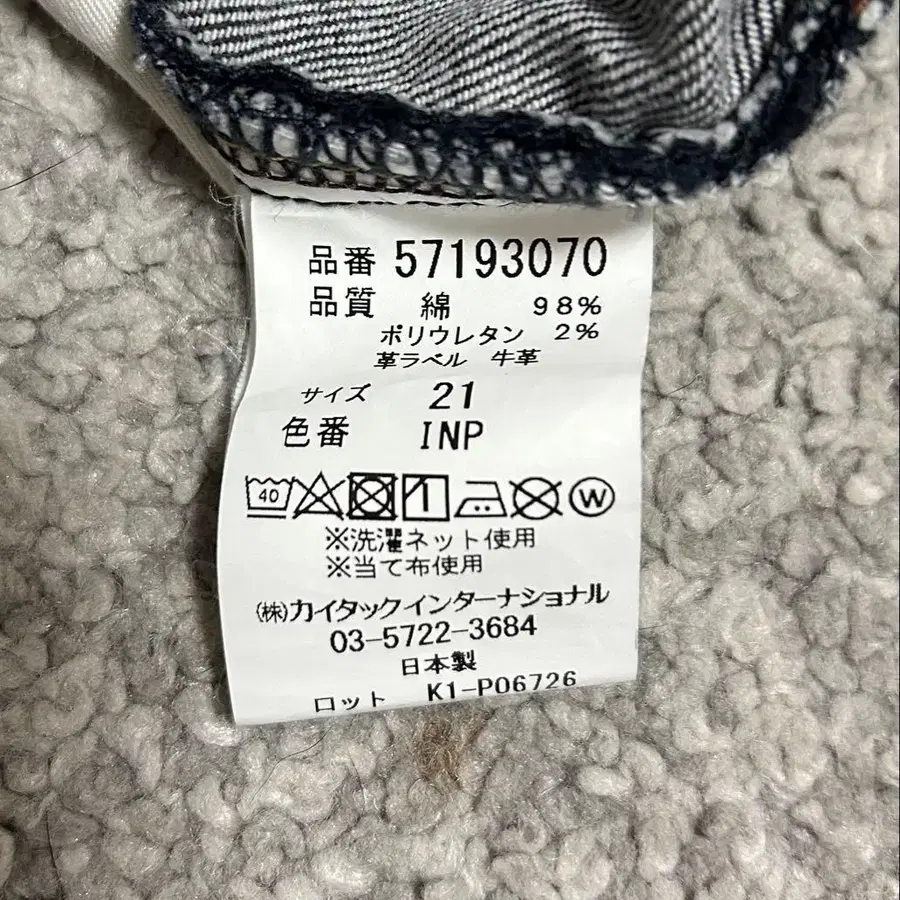 品番 57193070
品質 綿 98%
ポリウレタン 2%
革ラベル 牛革
サイズ 21
色番 INP
40 W
※洗濯ネット使用
※当て布使用
(株)カイタックインターナショナル
03-5722-3684
日本製
ロット K1-P06726